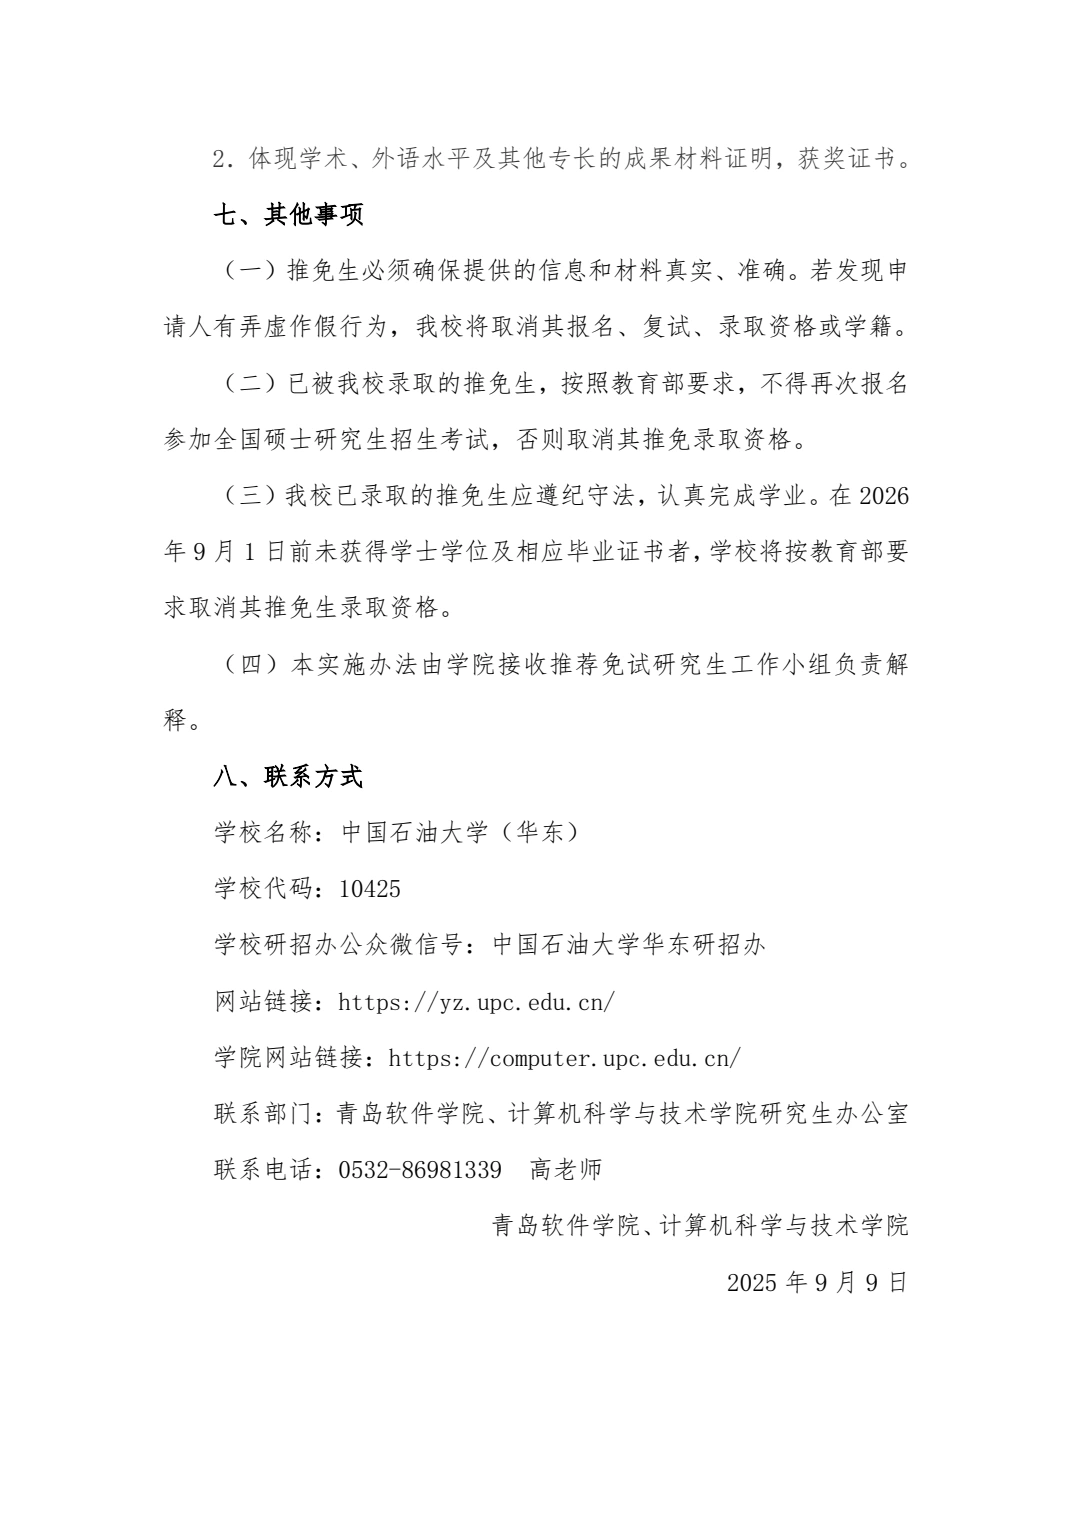 2. 体现学术、外语水平及其他专长的成果材料证明，获奖证书。
七、其他事项
（一）推免生必须确保提供的信息和材料真实、准确。若发现申
请人有弄虚作假行为，我校将取消其报名、复试、录取资格或学籍。
（二）已被我校录取的推免生，按照教育部要求，不得再次报名
参加全国硕士研究生招生考试，否则取消其推免录取资格。
（三）我校已录取的推免生应遵纪守法，认真完成学业。在 2026
年 9 月 1 日前未获得学士学位及相应毕业证书者，学校将按教育部要
求取消其推免生录取资格。
（四）本实施办法由学院接收推荐免试研究生工作小组负责解
释。
八、联系方式
学校名称：中国石油大学（华东）
学校代码：10425
学校研招办公众微信号：中国石油大学华东研招办
网站链接：https://yz.upc.edu.cn/
学院网站链接：https://computer.upc.edu.cn/
联系部门：青岛软件学院、计算机科学与技术学院研究生办公室
联系电话：0532-86981339 高老师
青岛软件学院、计算机科学与技术学院
2025 年 9 月 9 日